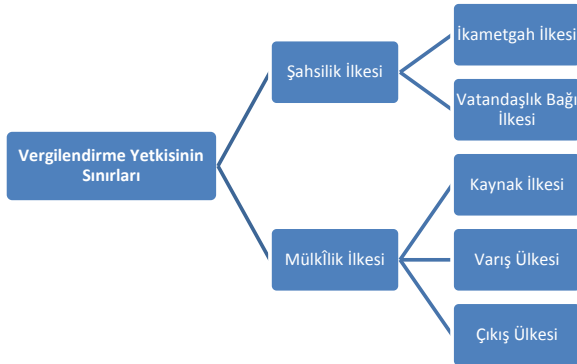 Vergilendirme Yetkisinin
Sınırları
Şahsilik İlkesi
İkametgah İlkesi
Vatandaşlık Bağı
İlkesi
MülkÎlik İlkesi
Kaynak İlkesi
Varış Ülkesi
Çıkış Ülkesi